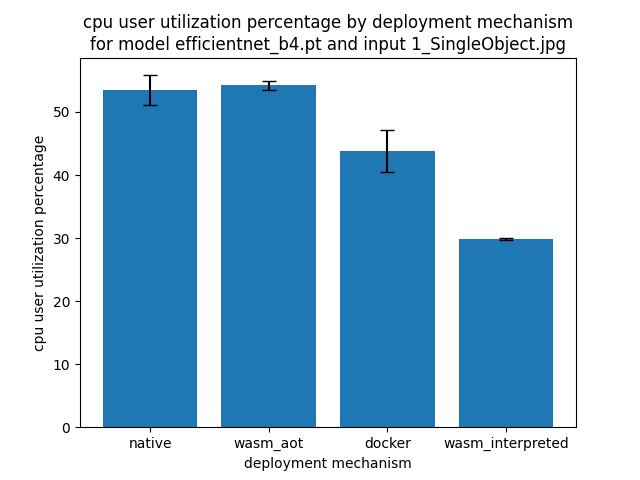 cpu user utilization percentage by deployment mechanism
for model efficientnet_b4.pt and input 1_SingleObject.jpg
cpu user utilization percentage
50
40
30
20
10
0
native
wasm_aot
docker
wasm_interpreted
deployment mechanism